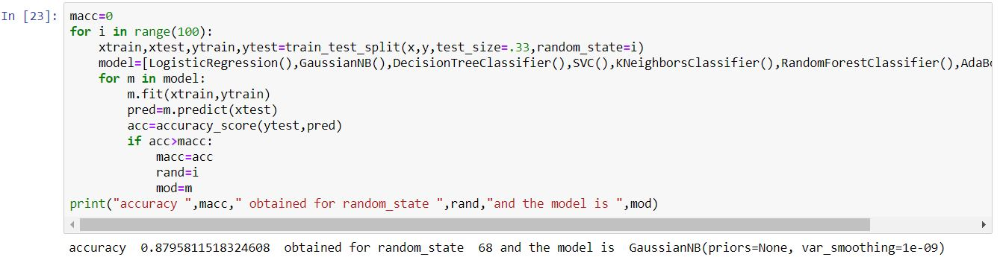 In [23]: macc=0
for i in range(100):
    xtrain,xtest,ytrain,ytest=train_test_split(x,y,test_size=.33,random_state=i)
    model=[LogisticRegression(),GaussianNB(),DecisionTreeClassifier(),SVC(),KNeighborsClassifier(),RandomForestClassifier(),AdaBo
    for m in model:
        m.fit(xtrain,ytrain)
        pred=m.predict(xtest)
        acc=accuracy_score(ytest,pred)
        if acc>macc:
            macc=acc
            rand=i
            mod=m
print("accuracy ",macc," obtained for random_state ",rand,"and the model is ",mod)
accuracy  0.8795811518324608  obtained for random_state  68 and the model is  GaussianNB(priors=None, var_smoothing=1e-09)